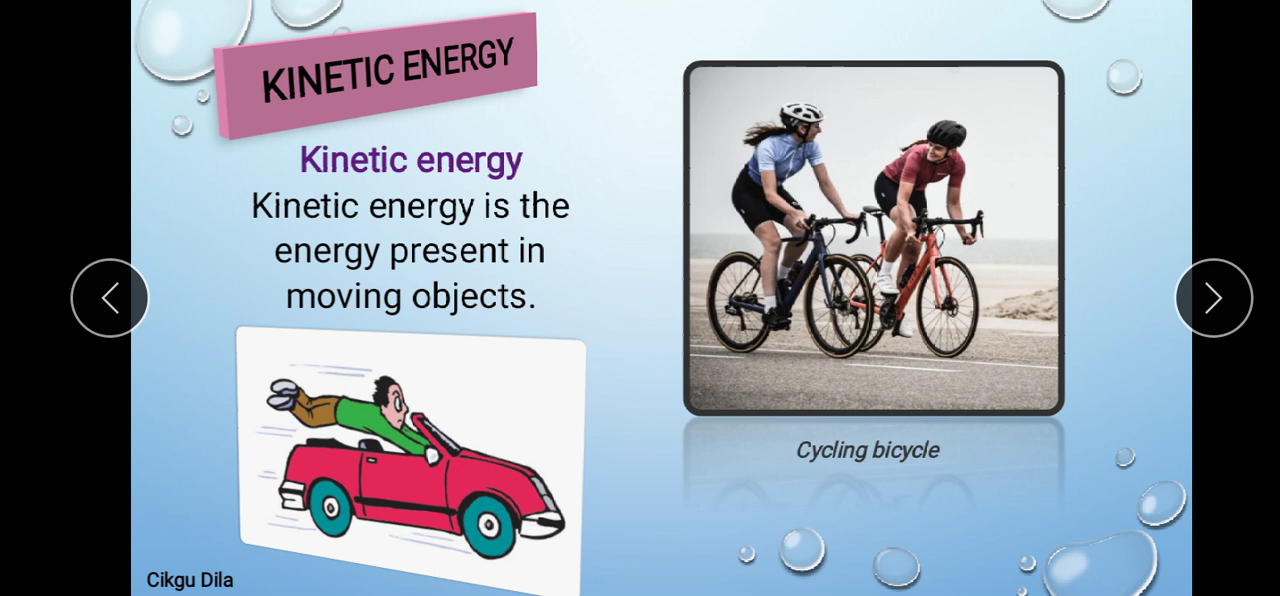 KINETIC ENERGY
Kinetic energy
Kinetic energy is the
energy present in
moving objects.
Cycling bicycle
Cikgu Dila